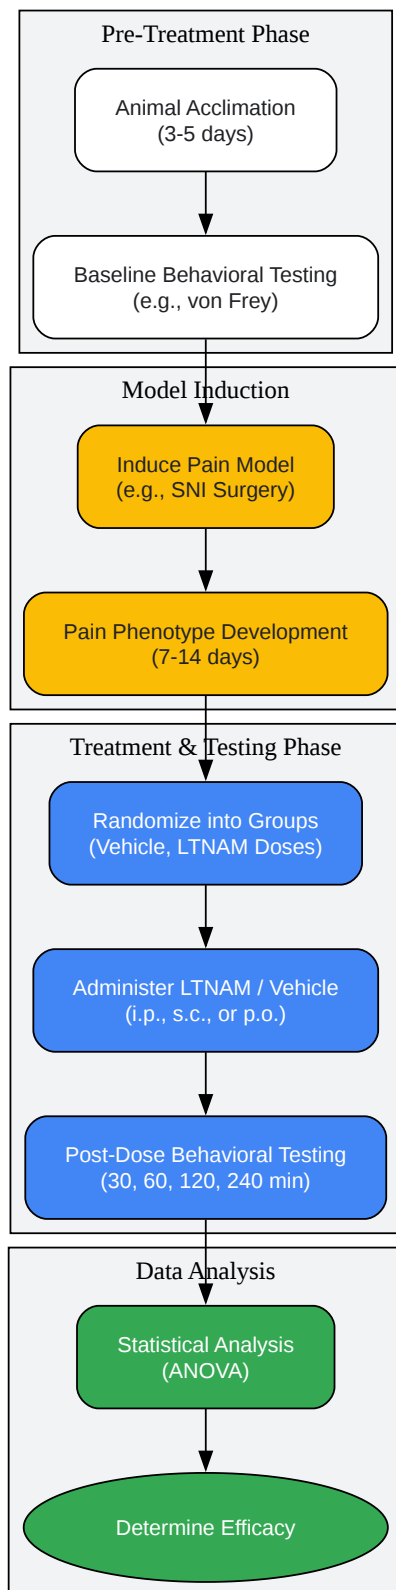 Pre-Treatment Phase
Animal Acclimation
(3-5 days)
Baseline Behavioral Testing
(e.g., von Frey)
Model Induction
Induce Pain Model
(e.g., SNI Surgery)
Pain Phenotype Development
(7-14 days)
Treatment & Testing Phase
Randomize into Groups
(Vehicle, LTNAM Doses)
Administer LTNAM / Vehicle
(i.p., s.c., or p.o.)
Post-Dose Behavioral Testing
(30, 60, 120, 240 min)
Data Analysis
Statistical Analysis
(ANOVA)
Determine Efficacy